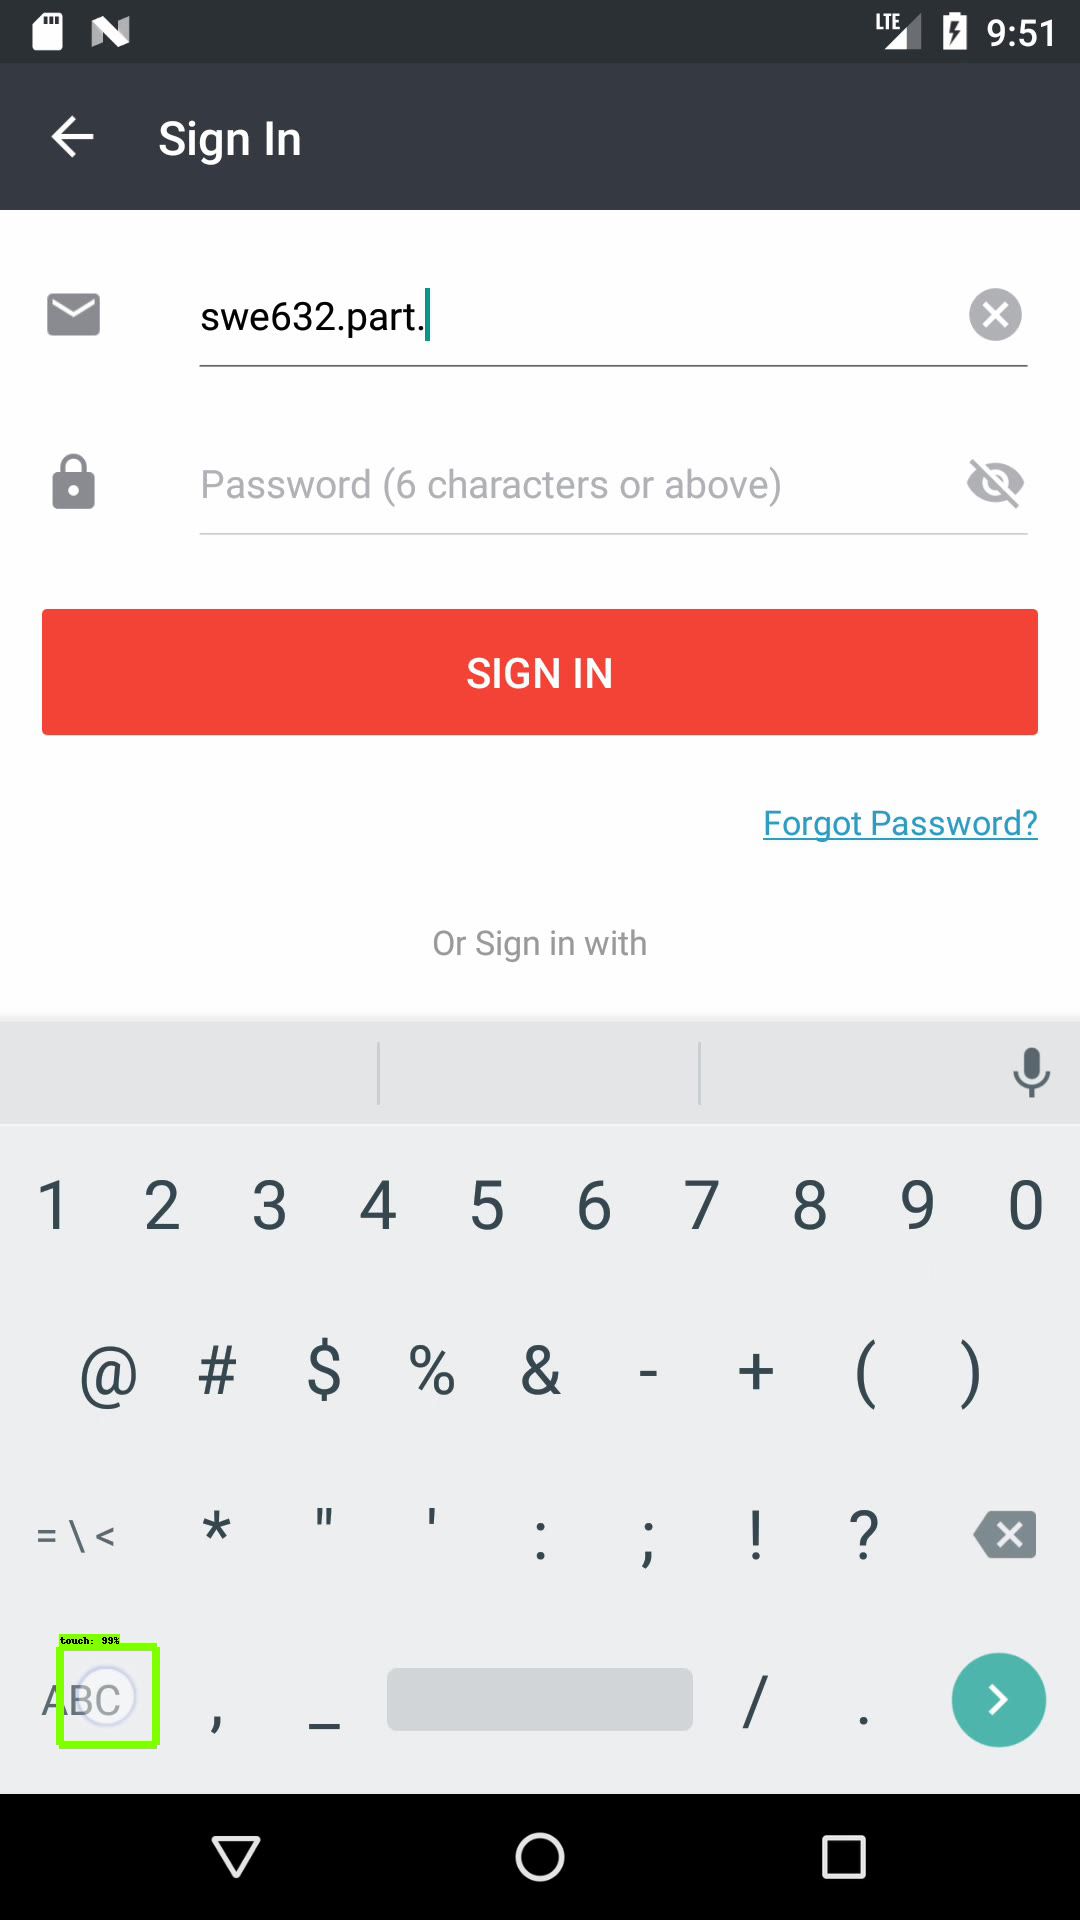 LTE 9:51
Sign In
swe632.part.
Password (6 characters or above)
SIGN IN
Forgot Password?
Or Sign in with
1 2 3 4 5 6 7 8 9 0
@ # $ % & - + ( )
= \ < * " ' : ; ! ?
touch: 99%
ABC , _ / .